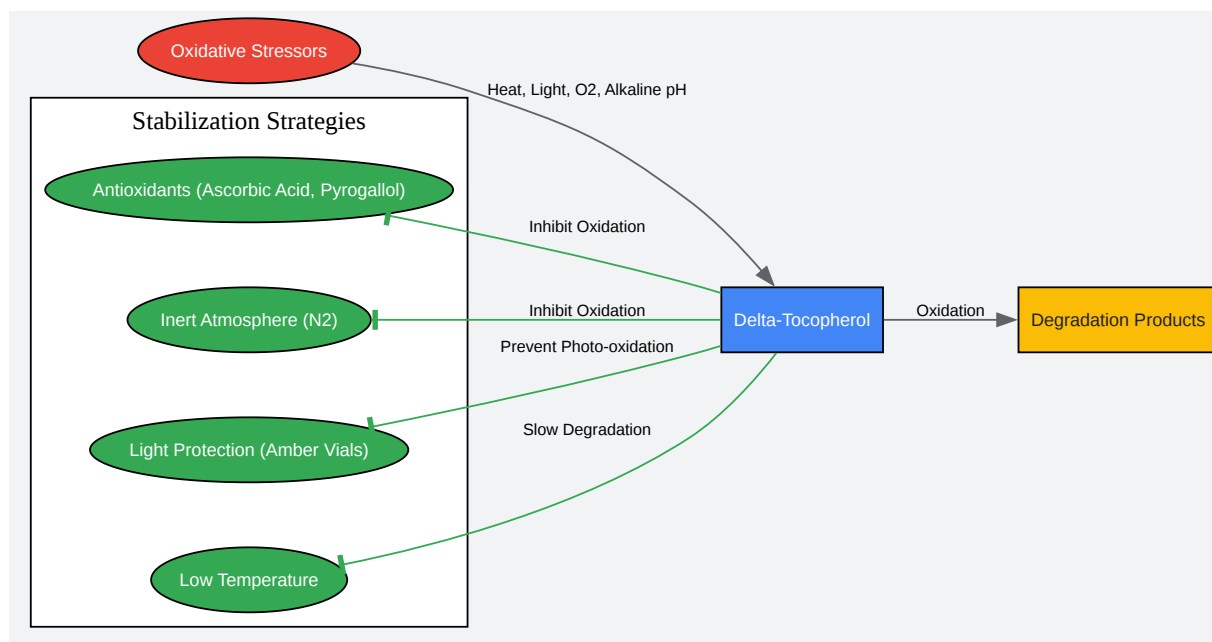 Oxidative Stressors
Heat, Light, O2, Alkaline pH
Stabilization Strategies
Antioxidants (Ascorbic Acid, Pyrogallol)
Inhibit Oxidation
Inert Atmosphere (N2)
Inhibit Oxidation
Delta-Tocopherol
Oxidation
Degradation Products
Prevent Photo-oxidation
Light Protection (Amber Vials)
Slow Degradation
Low Temperature